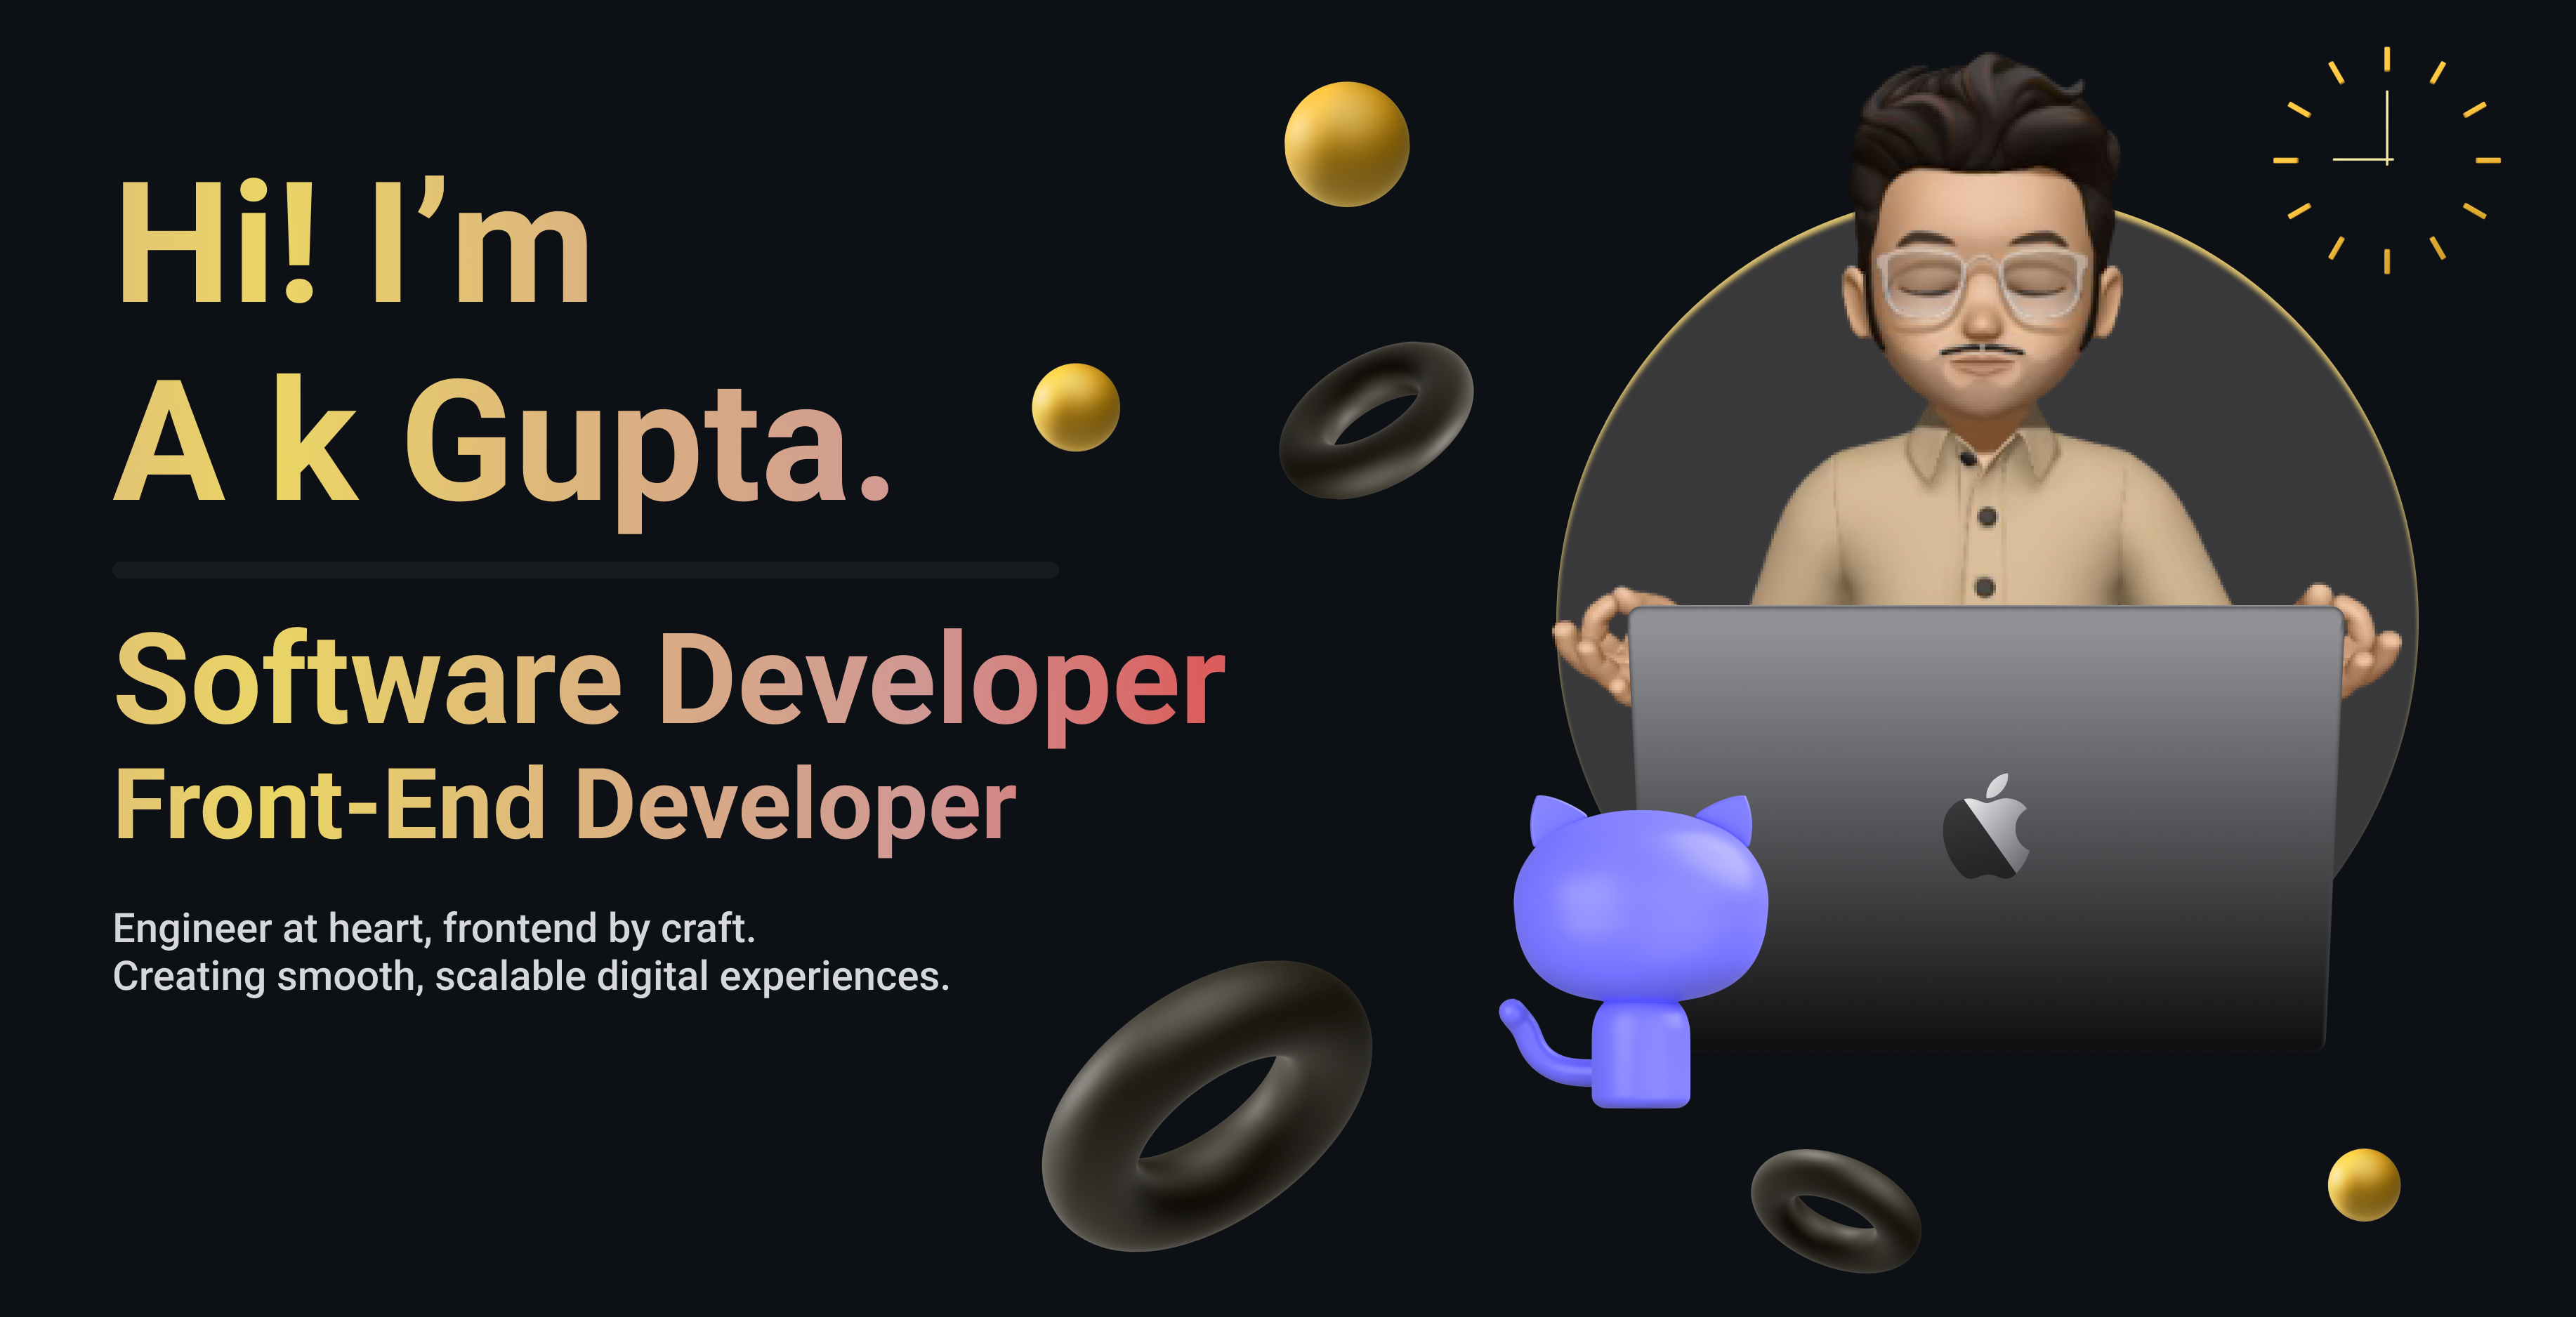 Hi! I’m
A k Gupta.
Software Developer
Front-End Developer
Engineer at heart, frontend by craft.
Creating smooth, scalable digital experiences.